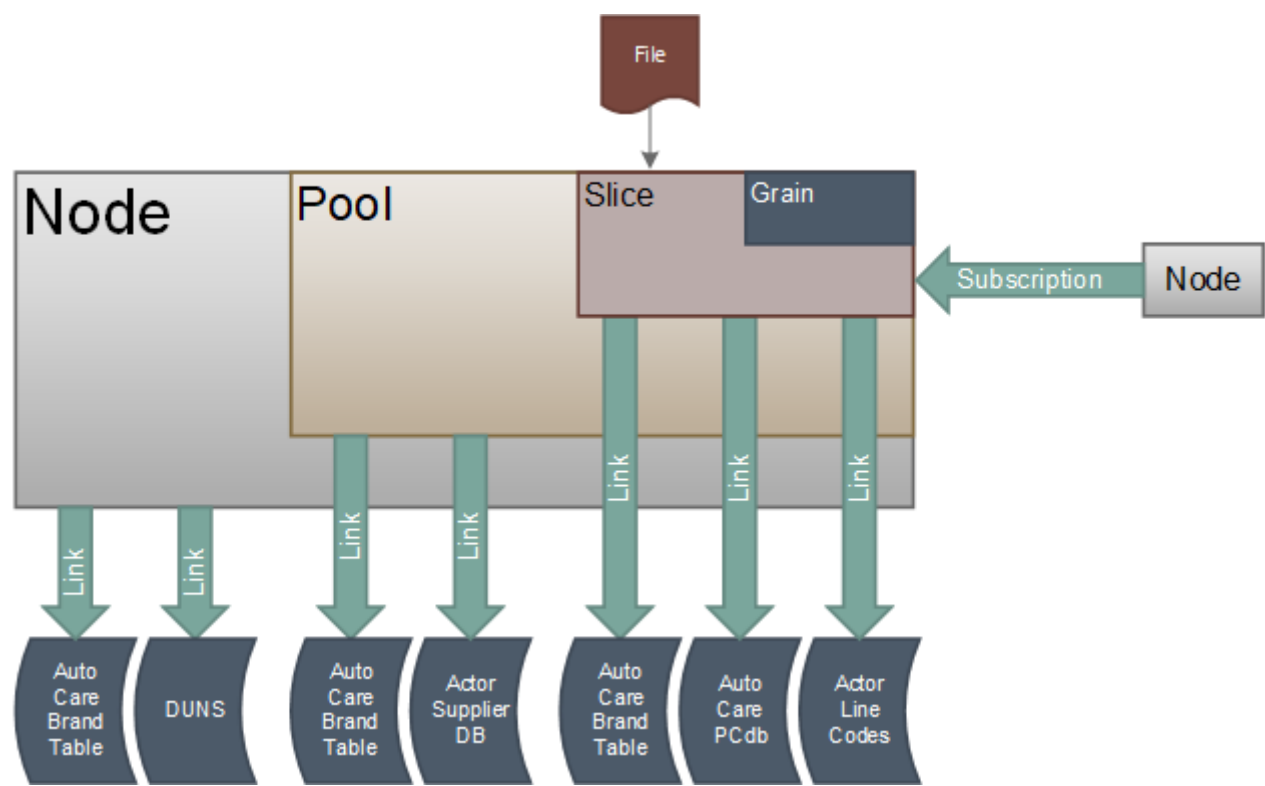 File
Node
Pool
Slice
Grain
Subscription
Node
Link
Link
Link
Link
Link
Link
Link
Auto
Care
Brand
Table
DUNS
Auto
Care
Brand
Table
Actor
Supplier
DB
Auto
Care
Brand
Table
Auto
Care
PCdb
Actor
Line
Codes